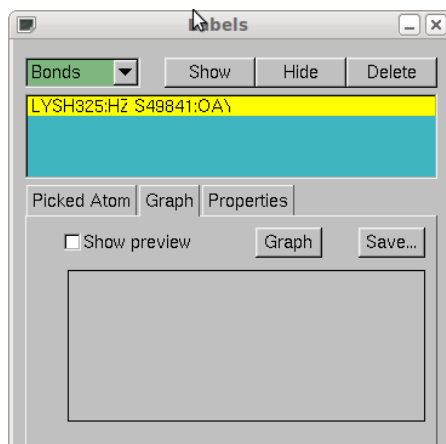 Labels
Bonds Show Hide Delete
LYSH325:HZ S49841:OA
Picked Atom Graph Properties
Show preview Graph Save...